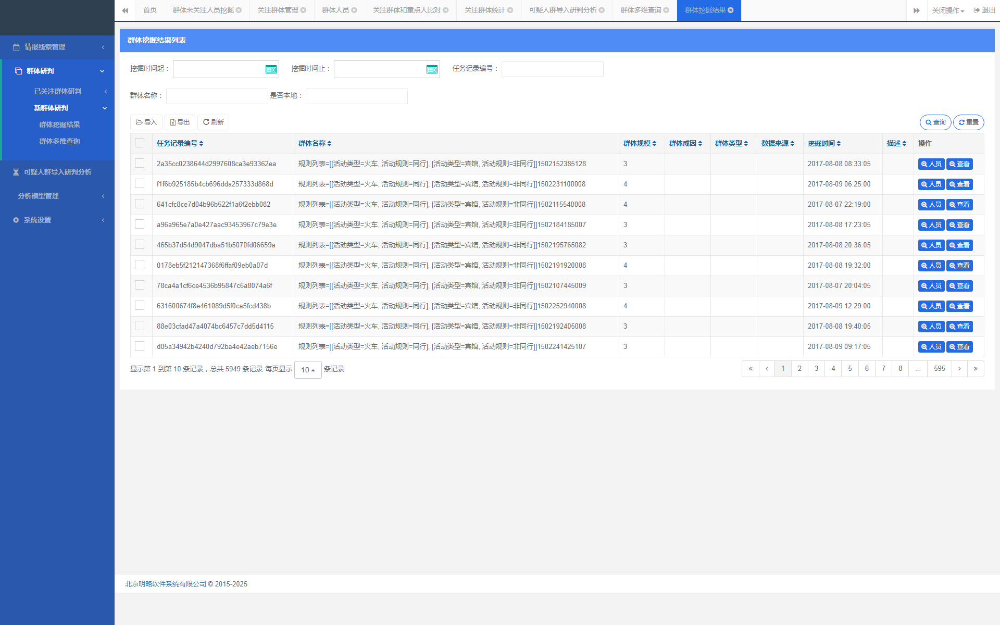 首页 群体未关注人员挖掘 关注群体管理 群体人员 关注群体和重点人比对 关注群体统计 可疑人群导入研判分析 群体多维查询 群体挖掘结果 关闭操作 退出
情报线索管理
群体研判
已关注群体研判
新群体研判
群体挖掘结果
群体多维查询
可疑人群导入研判分析
分析模型管理
系统设置
群体挖掘结果列表
挖掘时间起： 挖掘时间止： 任务记录编号：
群体名称： 是否本地：
导入 导出 刷新 查询 重置
任务记录编号 群体名称 群体规模 群体成因 群体类型 数据来源 挖掘时间 描述 操作
2a35cc0238644d2997608ca3e93362ea 规则列表=[[活动类型=火车, 活动规则=同行], [活动类型=宾馆, 活动规则=非同行]]1502152385128 3 2017-08-08 08:33:05 人员 查看
f1f6b925185b4cb696dda257333d868d 规则列表=[[活动类型=火车, 活动规则=同行], [活动类型=宾馆, 活动规则=非同行]]1502231100008 4 2017-08-09 06:25:00 人员 查看
641cfc8ce7d04b96b522f1a6f2ebb082 规则列表=[[活动类型=火车, 活动规则=同行], [活动类型=宾馆, 活动规则=非同行]]1502115540008 4 2017-08-07 22:19:00 人员 查看
a96a965e7a0e427aac93453967c79e3e 规则列表=[[活动类型=火车, 活动规则=同行], [活动类型=宾馆, 活动规则=非同行]]1502184185007 3 2017-08-08 17:23:05 人员 查看
465b37d54d9047dba51b5070fd06659a 规则列表=[[活动类型=火车, 活动规则=同行], [活动类型=宾馆, 活动规则=非同行]]1502195765082 3 2017-08-08 20:36:05 人员 查看
0178eb5f212147368f6ffaf09eb0a07d 规则列表=[[活动类型=火车, 活动规则=同行], [活动类型=宾馆, 活动规则=非同行]]1502191920008 4 2017-08-08 19:32:00 人员 查看
78ca4a1cf6ce4536b95847c6a8074a6f 规则列表=[[活动类型=火车, 活动规则=同行], [活动类型=宾馆, 活动规则=非同行]]1502107445009 3 2017-08-07 20:04:05 人员 查看
631600674f8e461089d5f0ca5fcd438b 规则列表=[[活动类型=火车, 活动规则=同行], [活动类型=宾馆, 活动规则=非同行]]1502252940008 4 2017-08-09 12:29:00 人员 查看
88e03cfad47a4074bc6457c7dd5d4115 规则列表=[[活动类型=火车, 活动规则=同行], [活动类型=宾馆, 活动规则=非同行]]1502192405008 3 2017-08-08 19:40:05 人员 查看
d05a34942b4240d792ba4e42aeb7156e 规则列表=[[活动类型=火车, 活动规则=同行], [活动类型=宾馆, 活动规则=非同行]]1502241425107 3 2017-08-09 09:17:05 人员 查看
显示第 1 到第 10 条记录，总共 5949 条记录 每页显示 10 条记录 « ‹ 1 2 3 4 5 6 7 8 ... 595 › »
北京明略软件系统有限公司 © 2015-2025